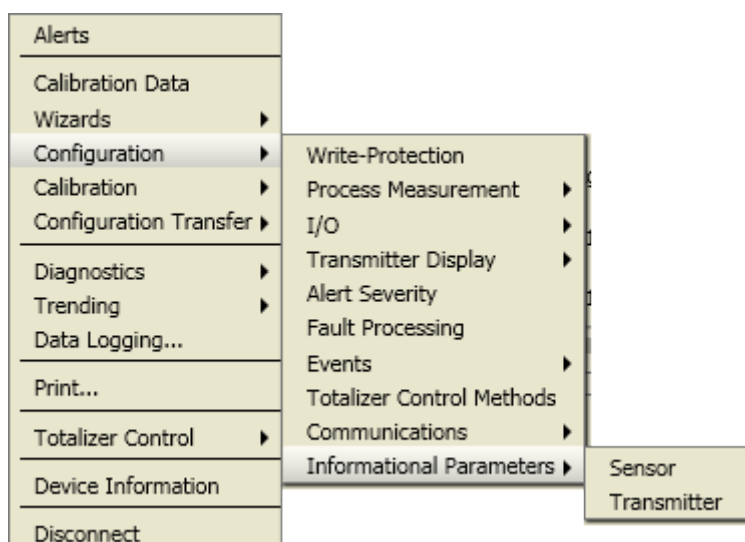 Alerts
Calibration Data
Wizards
Configuration
Calibration
Configuration Transfer
Diagnostics
Trending
Data Logging...
Print...
Totalizer Control
Device Information
Disconnect
Write-Protection
Process Measurement
I/O
Transmitter Display
Alert Severity
Fault Processing
Events
Totalizer Control Methods
Communications
Informational Parameters
Sensor
Transmitter